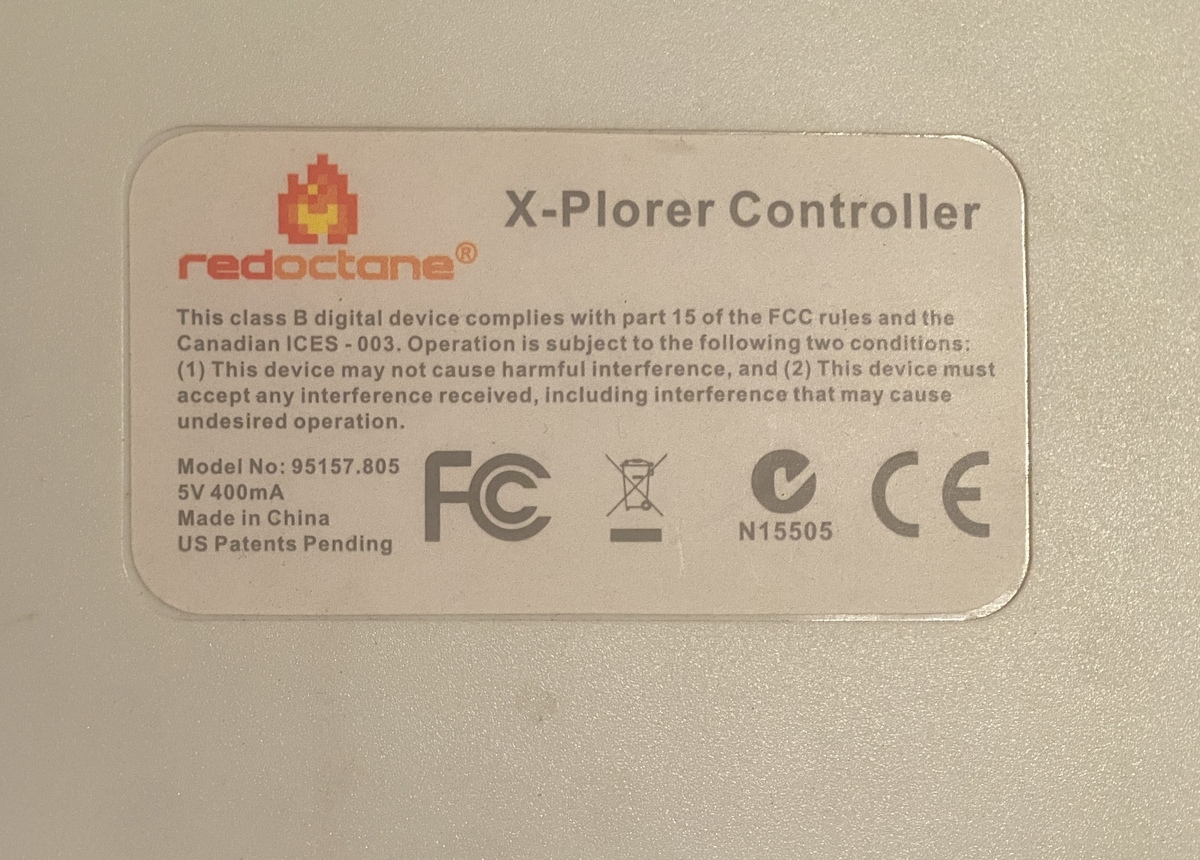 redoctane®
X-Plorer Controller
This class B digital device complies with part 15 of the FCC rules and the
Canadian ICES - 003. Operation is subject to the following two conditions:
(1) This device may not cause harmful interference, and (2) This device must
accept any interference received, including interference that may cause
undesired operation.
Model No: 95157.805
5V 400mA
Made in China
US Patents Pending
FC
N15505
CE